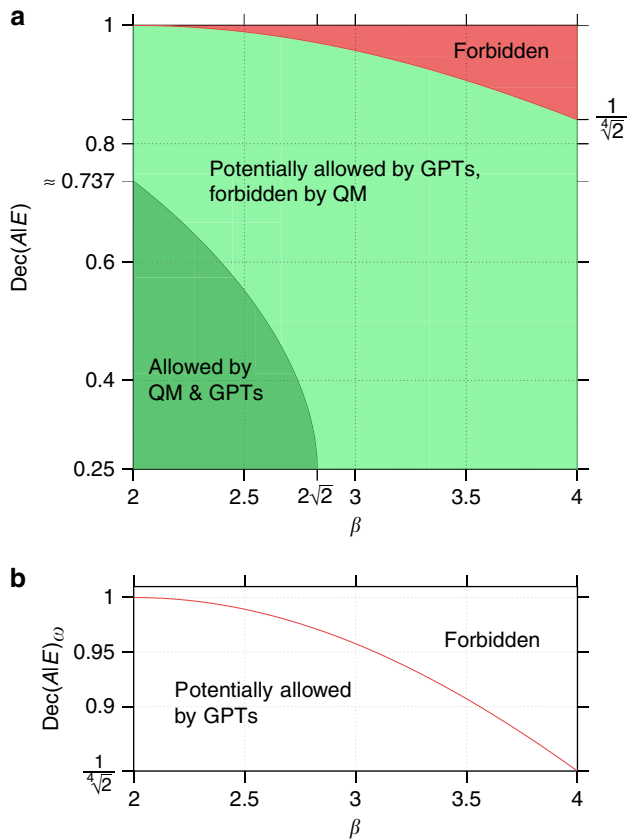 a
1
Forbidden
1/∜2
0.8
Potentially allowed by GPTs,
forbidden by QM
≈ 0.737
Dec(A|E)
0.6
Allowed by
QM & GPTs
0.4
0.25
2 2.5 2√2 3 3.5 4
β
b
1
Forbidden
0.95
Dec(A|E)ω
Potentially allowed
by GPTs
0.9
1/∜2
2 2.5 3 3.5 4
β